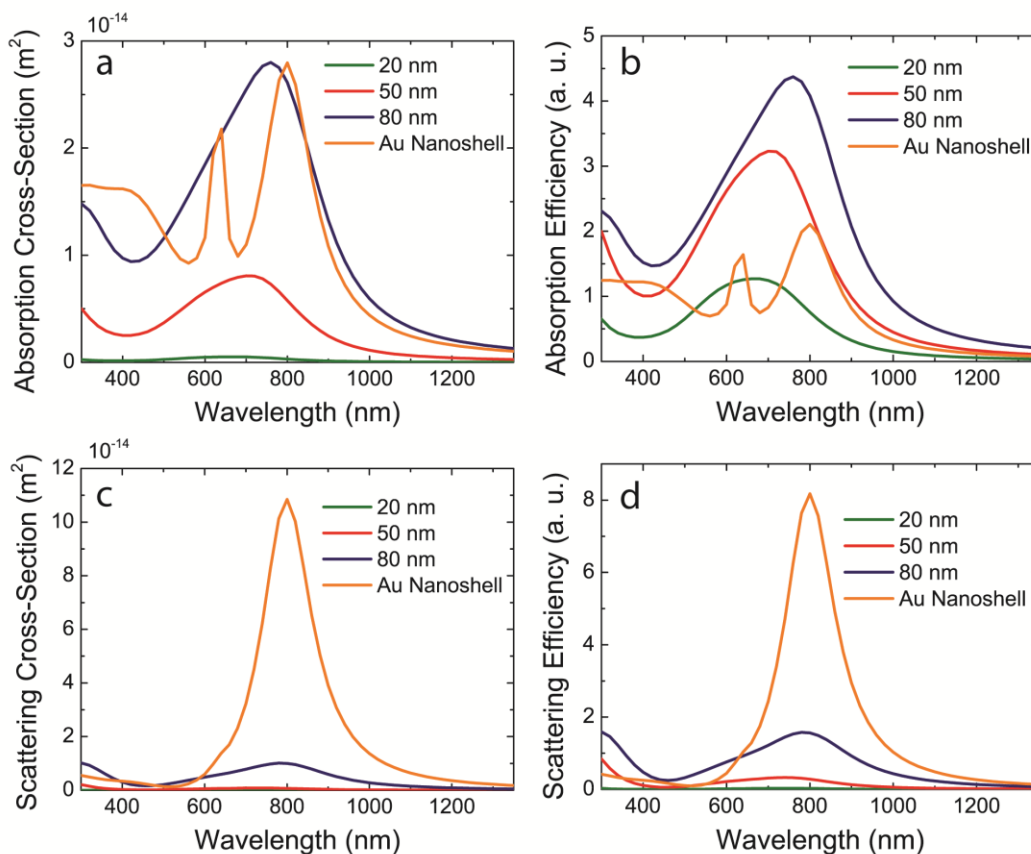 10⁻¹⁴
a
Absorption Cross-Section (m²)
3
2
1
0
20 nm
50 nm
80 nm
Au Nanoshell
400 600 800 1000 1200
Wavelength (nm)
b
Absorption Efficiency (a. u.)
5
4
3
2
1
0
20 nm
50 nm
80 nm
Au Nanoshell
400 600 800 1000 1200
Wavelength (nm)
10⁻¹⁴
c
Scattering Cross-Section (m²)
12
10
8
6
4
2
0
20 nm
50 nm
80 nm
Au Nanoshell
400 600 800 1000 1200
Wavelength (nm)
d
Scattering Efficiency (a. u.)
8
6
4
2
0
20 nm
50 nm
80 nm
Au Nanoshell
400 600 800 1000 1200
Wavelength (nm)